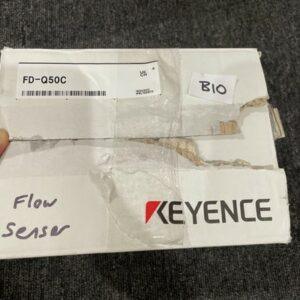 FD-Q50C
B10
Flow
Sensor
KEYENCE